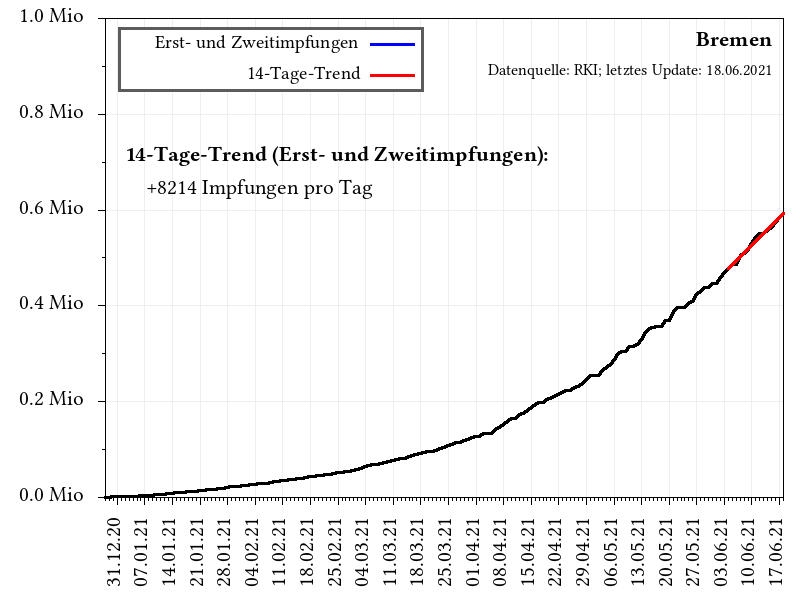 1.0 Mio
0.8 Mio
0.6 Mio
0.4 Mio
0.2 Mio
0.0 Mio
Erst- und Zweitimpfungen
14-Tage-Trend
Bremen
Datenquelle: RKI; letztes Update: 18.06.2021
14-Tage-Trend (Erst- und Zweitimpfungen):
+8214 Impfungen pro Tag
31.12.20
07.01.21
14.01.21
21.01.21
28.01.21
04.02.21
11.02.21
18.02.21
25.02.21
04.03.21
11.03.21
18.03.21
25.03.21
01.04.21
08.04.21
15.04.21
22.04.21
29.04.21
06.05.21
13.05.21
20.05.21
27.05.21
03.06.21
10.06.21
17.06.21